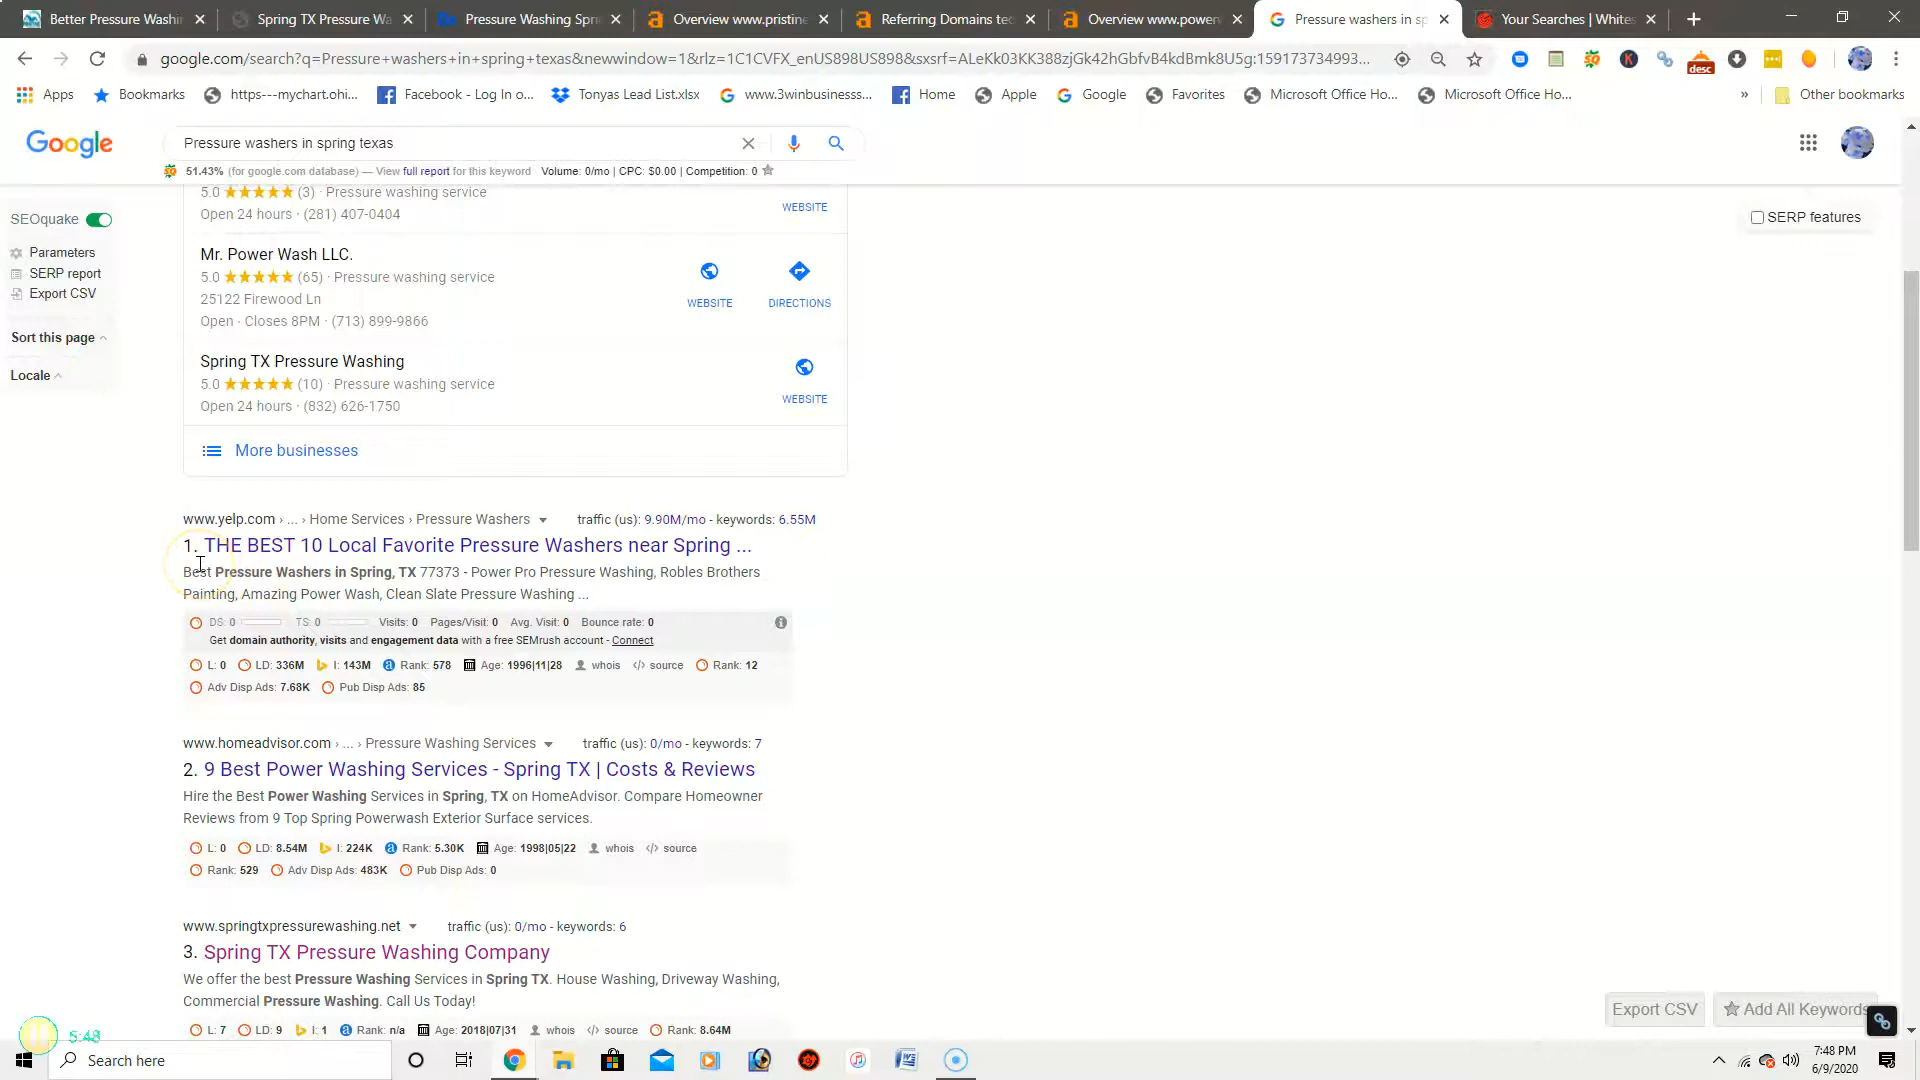 Better Pressure Washin
Spring TX Pressure Wa
Pressure Washing Spri
Overview www.pristine
Referring Domains tec
Overview www.powerv
Pressure washers in sp
Your Searches | Whites
google.com/search?q=Pressure+washers+in+spring+texas&newwindow=1&rlz=1C1CVFX_enUS898US898&sxsrf=ALeKk03KK388zjGk42hGbfvB4kdBmk8U5g:159173734993...
desc
Apps
Bookmarks
https---mychart.ohi...
Facebook - Log In o...
Tonyas Lead List.xlsx
www.3winbusinesss...
Home
Apple
Google
Favorites
Microsoft Office Ho...
Microsoft Office Ho...
»
Other bookmarks
Google
Pressure washers in spring texas
51.43% (for google.com database) — View full report for this keyword Volume: 0/mo | CPC: $0.00 | Competition: 0
SEOquake
Parameters
SERP report
Export CSV
Sort this page
Locale
SERP features
5.0 ★★★★★ (3) · Pressure washing service
Open 24 hours · (281) 407-0404
WEBSITE
Mr. Power Wash LLC.
5.0 ★★★★★ (65) · Pressure washing service
25122 Firewood Ln
Open · Closes 8PM · (713) 899-9866
WEBSITE
DIRECTIONS
Spring TX Pressure Washing
5.0 ★★★★★ (10) · Pressure washing service
Open 24 hours · (832) 626-1750
WEBSITE
More businesses
www.yelp.com › ... › Home Services › Pressure Washers traffic (us): 9.90M/mo - keywords: 6.55M
1. THE BEST 10 Local Favorite Pressure Washers near Spring ...
Best Pressure Washers in Spring, TX 77373 - Power Pro Pressure Washing, Robles Brothers
Painting, Amazing Power Wash, Clean Slate Pressure Washing ...
DS: 0 TS: 0 Visits: 0 Pages/Visit: 0 Avg. Visit: 0 Bounce rate: 0
Get domain authority, visits and engagement data with a free SEMrush account - Connect
L: 0 LD: 336M I: 143M Rank: 578 Age: 1996|11|28 whois source Rank: 12
Adv Disp Ads: 7.68K Pub Disp Ads: 85
www.homeadvisor.com › ... › Pressure Washing Services traffic (us): 0/mo - keywords: 7
2. 9 Best Power Washing Services - Spring TX | Costs & Reviews
Hire the Best Power Washing Services in Spring, TX on HomeAdvisor. Compare Homeowner
Reviews from 9 Top Spring Powerwash Exterior Surface services.
L: 0 LD: 8.54M I: 224K Rank: 5.30K Age: 1998|05|22 whois source
Rank: 529 Adv Disp Ads: 483K Pub Disp Ads: 0
www.springtxpressurewashing.net traffic (us): 0/mo - keywords: 6
3. Spring TX Pressure Washing Company
We offer the best Pressure Washing Services in Spring TX. House Washing, Driveway Washing,
Commercial Pressure Washing. Call Us Today!
L: 7 LD: 9 I: 1 Rank: n/a Age: 2018|07|31 whois source Rank: 8.64M
Export CSV
Add All Keywords
5:48
Search here
7:48 PM
6/9/2020